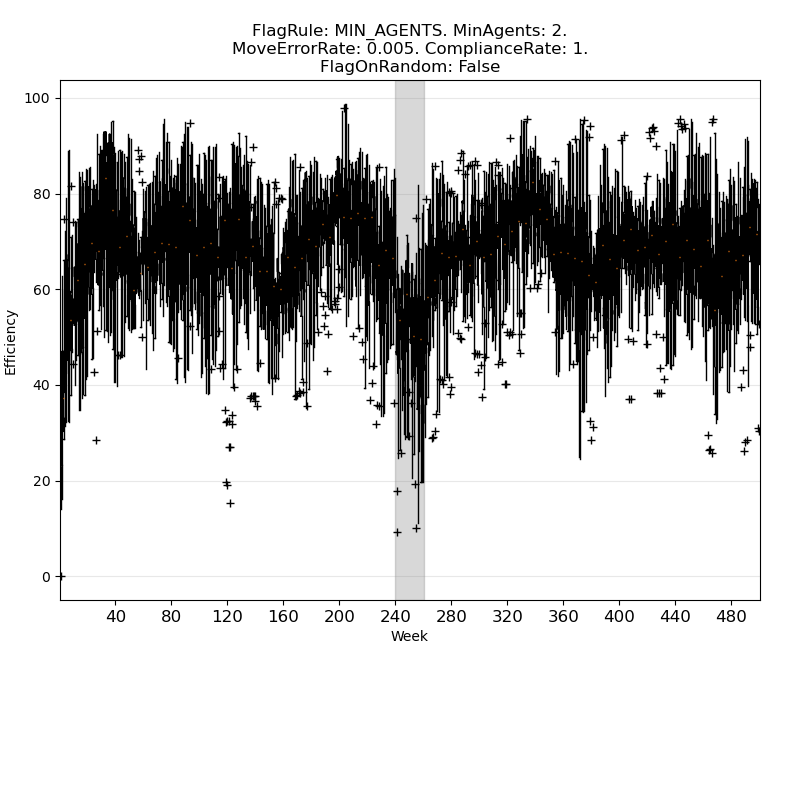 FlagRule: MIN_AGENTS. MinAgents: 2.
MoveErrorRate: 0.005. ComplianceRate: 1.
FlagOnRandom: False
100
80
60
40
20
0
Efficiency
40 80 120 160 200 240 280 320 360 400 440 480
Week